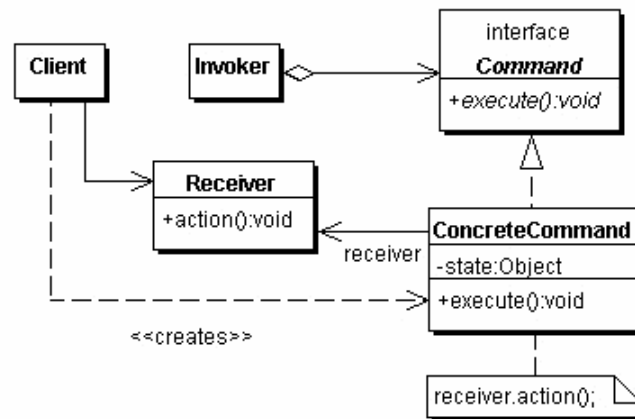 Client
Invoker
interface
Command
+execute():void
Receiver
+action():void
receiver
ConcreteCommand
-state:Object
+execute():void
<<creates>>
receiver.action();